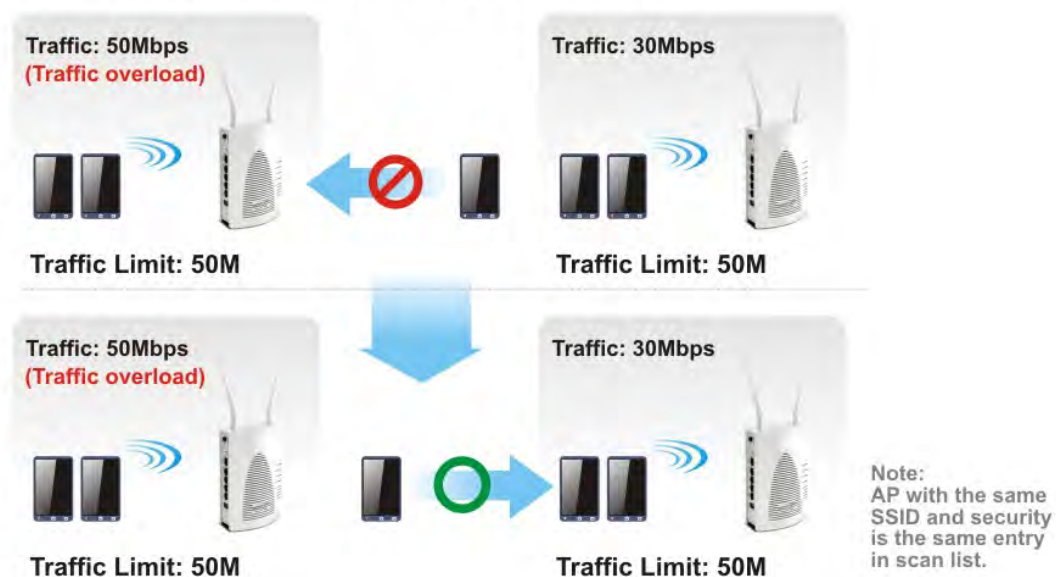 Traffic: 50Mbps
(Traffic overload)
Traffic: 30Mbps
Traffic Limit: 50M
Traffic Limit: 50M
Traffic: 50Mbps
(Traffic overload)
Traffic: 30Mbps
Traffic Limit: 50M
Traffic Limit: 50M
Note:
AP with the same
SSID and security
is the same entry
in scan list.